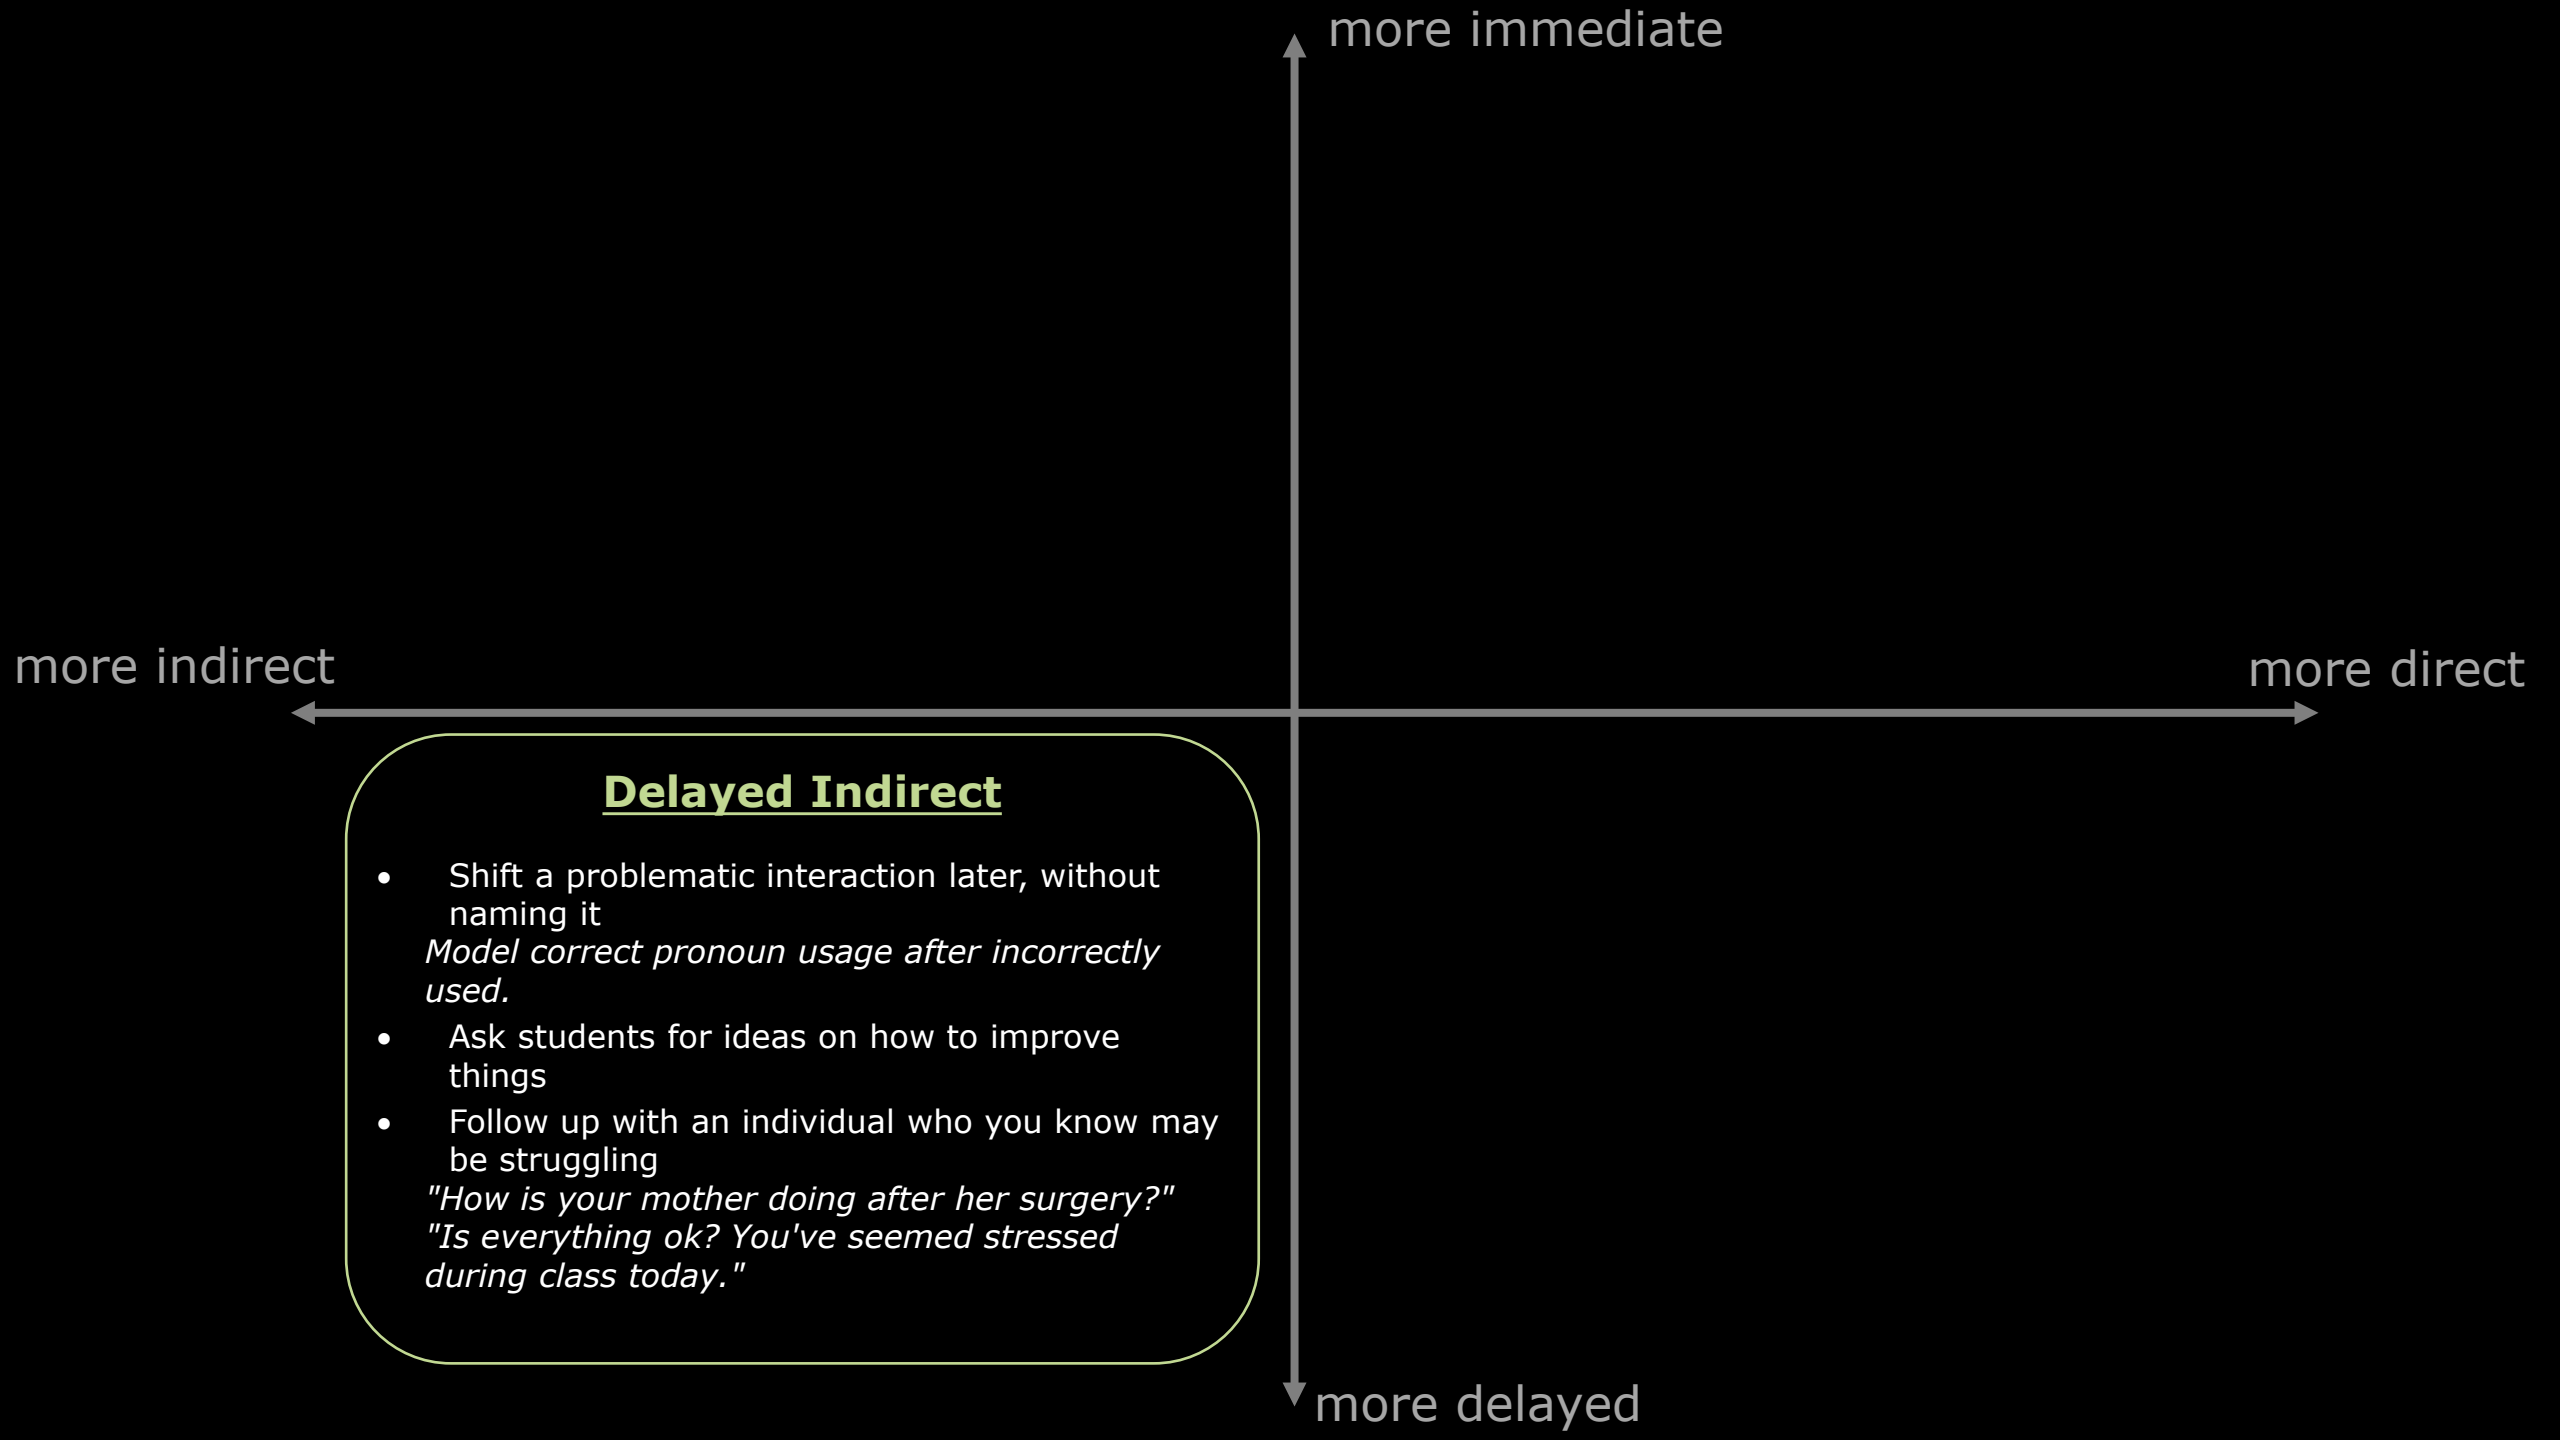 more immediate
more indirect
more direct
Delayed Indirect
• Shift a problematic interaction later, without
naming it
Model correct pronoun usage after incorrectly
used.
• Ask students for ideas on how to improve
things
• Follow up with an individual who you know may
be struggling
"How is your mother doing after her surgery?"
"Is everything ok? You've seemed stressed
during class today."
more delayed